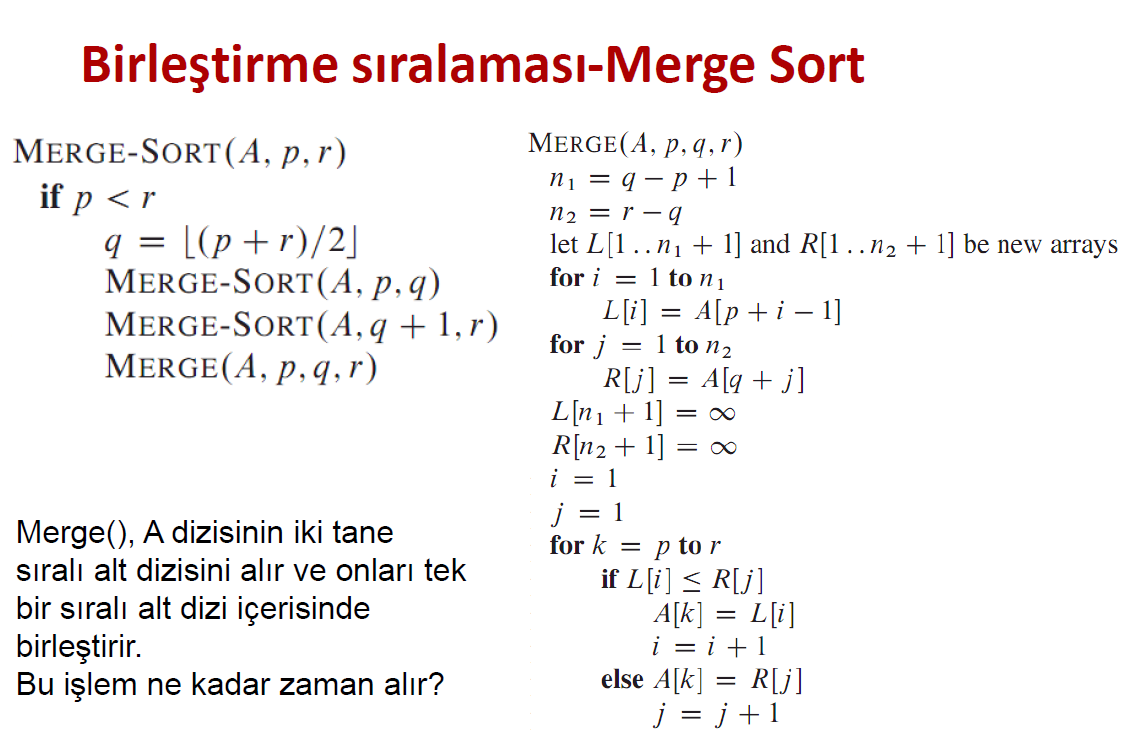 Birleştirme sıralaması-Merge Sort
MERGE-SORT(A, p, r)
if p < r
q = ⌊(p + r)/2⌋
MERGE-SORT(A, p, q)
MERGE-SORT(A, q + 1, r)
MERGE(A, p, q, r)
Merge(), A dizisinin iki tane
sıralı alt dizisini alır ve onları tek
bir sıralı alt dizi içerisinde
birleştirir.
Bu işlem ne kadar zaman alır?
MERGE(A, p, q, r)
n₁ = q − p + 1
n₂ = r − q
let L[1 . . n₁ + 1] and R[1 . . n₂ + 1] be new arrays
for i = 1 to n₁
L[i] = A[p + i − 1]
for j = 1 to n₂
R[j] = A[q + j]
L[n₁ + 1] = ∞
R[n₂ + 1] = ∞
i = 1
j = 1
for k = p to r
if L[i] ≤ R[j]
A[k] = L[i]
i = i + 1
else A[k] = R[j]
j = j + 1